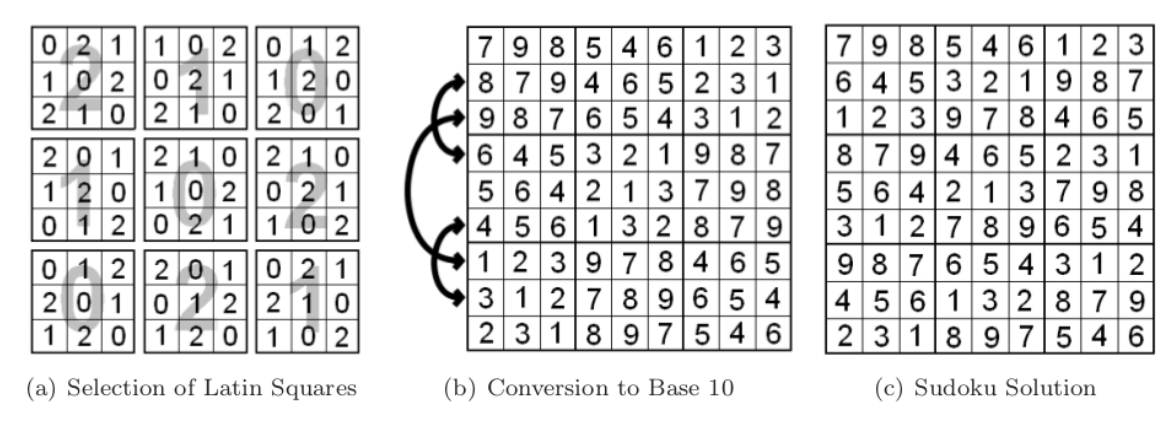 2 1 0
0 2 1 1 0 2 0 1 2
1 0 2 0 2 1 1 2 0
2 1 0 2 1 0 2 0 1
1 0 2
2 0 1 2 1 0 2 1 0
1 2 0 1 0 2 0 2 1
0 1 2 0 2 1 1 0 2
0 2 1
0 1 2 2 0 1 0 2 1
2 0 1 0 1 2 2 1 0
1 2 0 1 2 0 1 0 2
(a) Selection of Latin Squares
7 9 8 5 4 6 1 2 3
8 7 9 4 6 5 2 3 1
9 8 7 6 5 4 3 1 2
6 4 5 3 2 1 9 8 7
5 6 4 2 1 3 7 9 8
4 5 6 1 3 2 8 7 9
1 2 3 9 7 8 4 6 5
3 1 2 7 8 9 6 5 4
2 3 1 8 9 7 5 4 6
(b) Conversion to Base 10
7 9 8 5 4 6 1 2 3
6 4 5 3 2 1 9 8 7
1 2 3 9 7 8 4 6 5
8 7 9 4 6 5 2 3 1
5 6 4 2 1 3 7 9 8
3 1 2 7 8 9 6 5 4
9 8 7 6 5 4 3 1 2
4 5 6 1 3 2 8 7 9
2 3 1 8 9 7 5 4 6
(c) Sudoku Solution